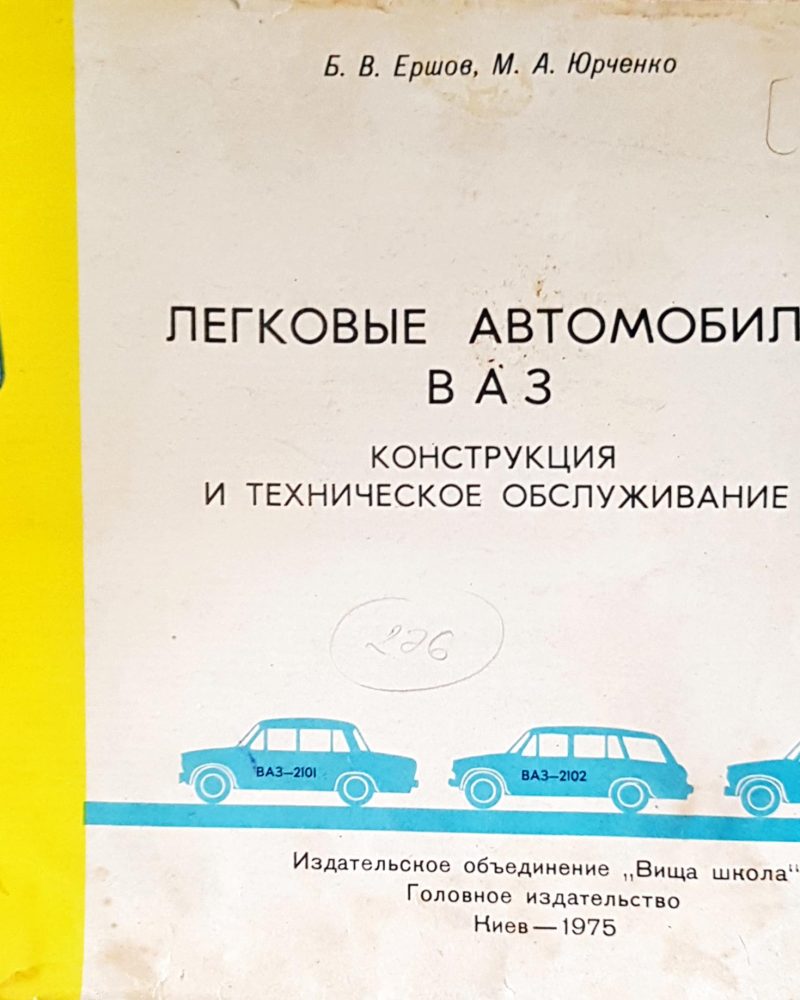 Б. В. Ершов, М. А. Юрченко
ЛЕГКОВЫЕ АВТОМОБИЛ
ВАЗ
КОНСТРУКЦИЯ
И ТЕХНИЧЕСКОЕ ОБСЛУЖИВАНИЕ
226
ВАЗ—2101 ВАЗ—2102
Издательское объединение „Вища школа“
Головное издательство
Киев — 1975